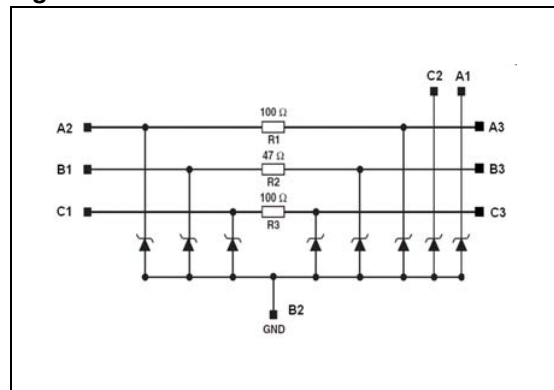 C2 A1
100 Ω
A2 A3
R1
47 Ω
B1 B3
R2
100 Ω
C1 C3
R3
B2
GND